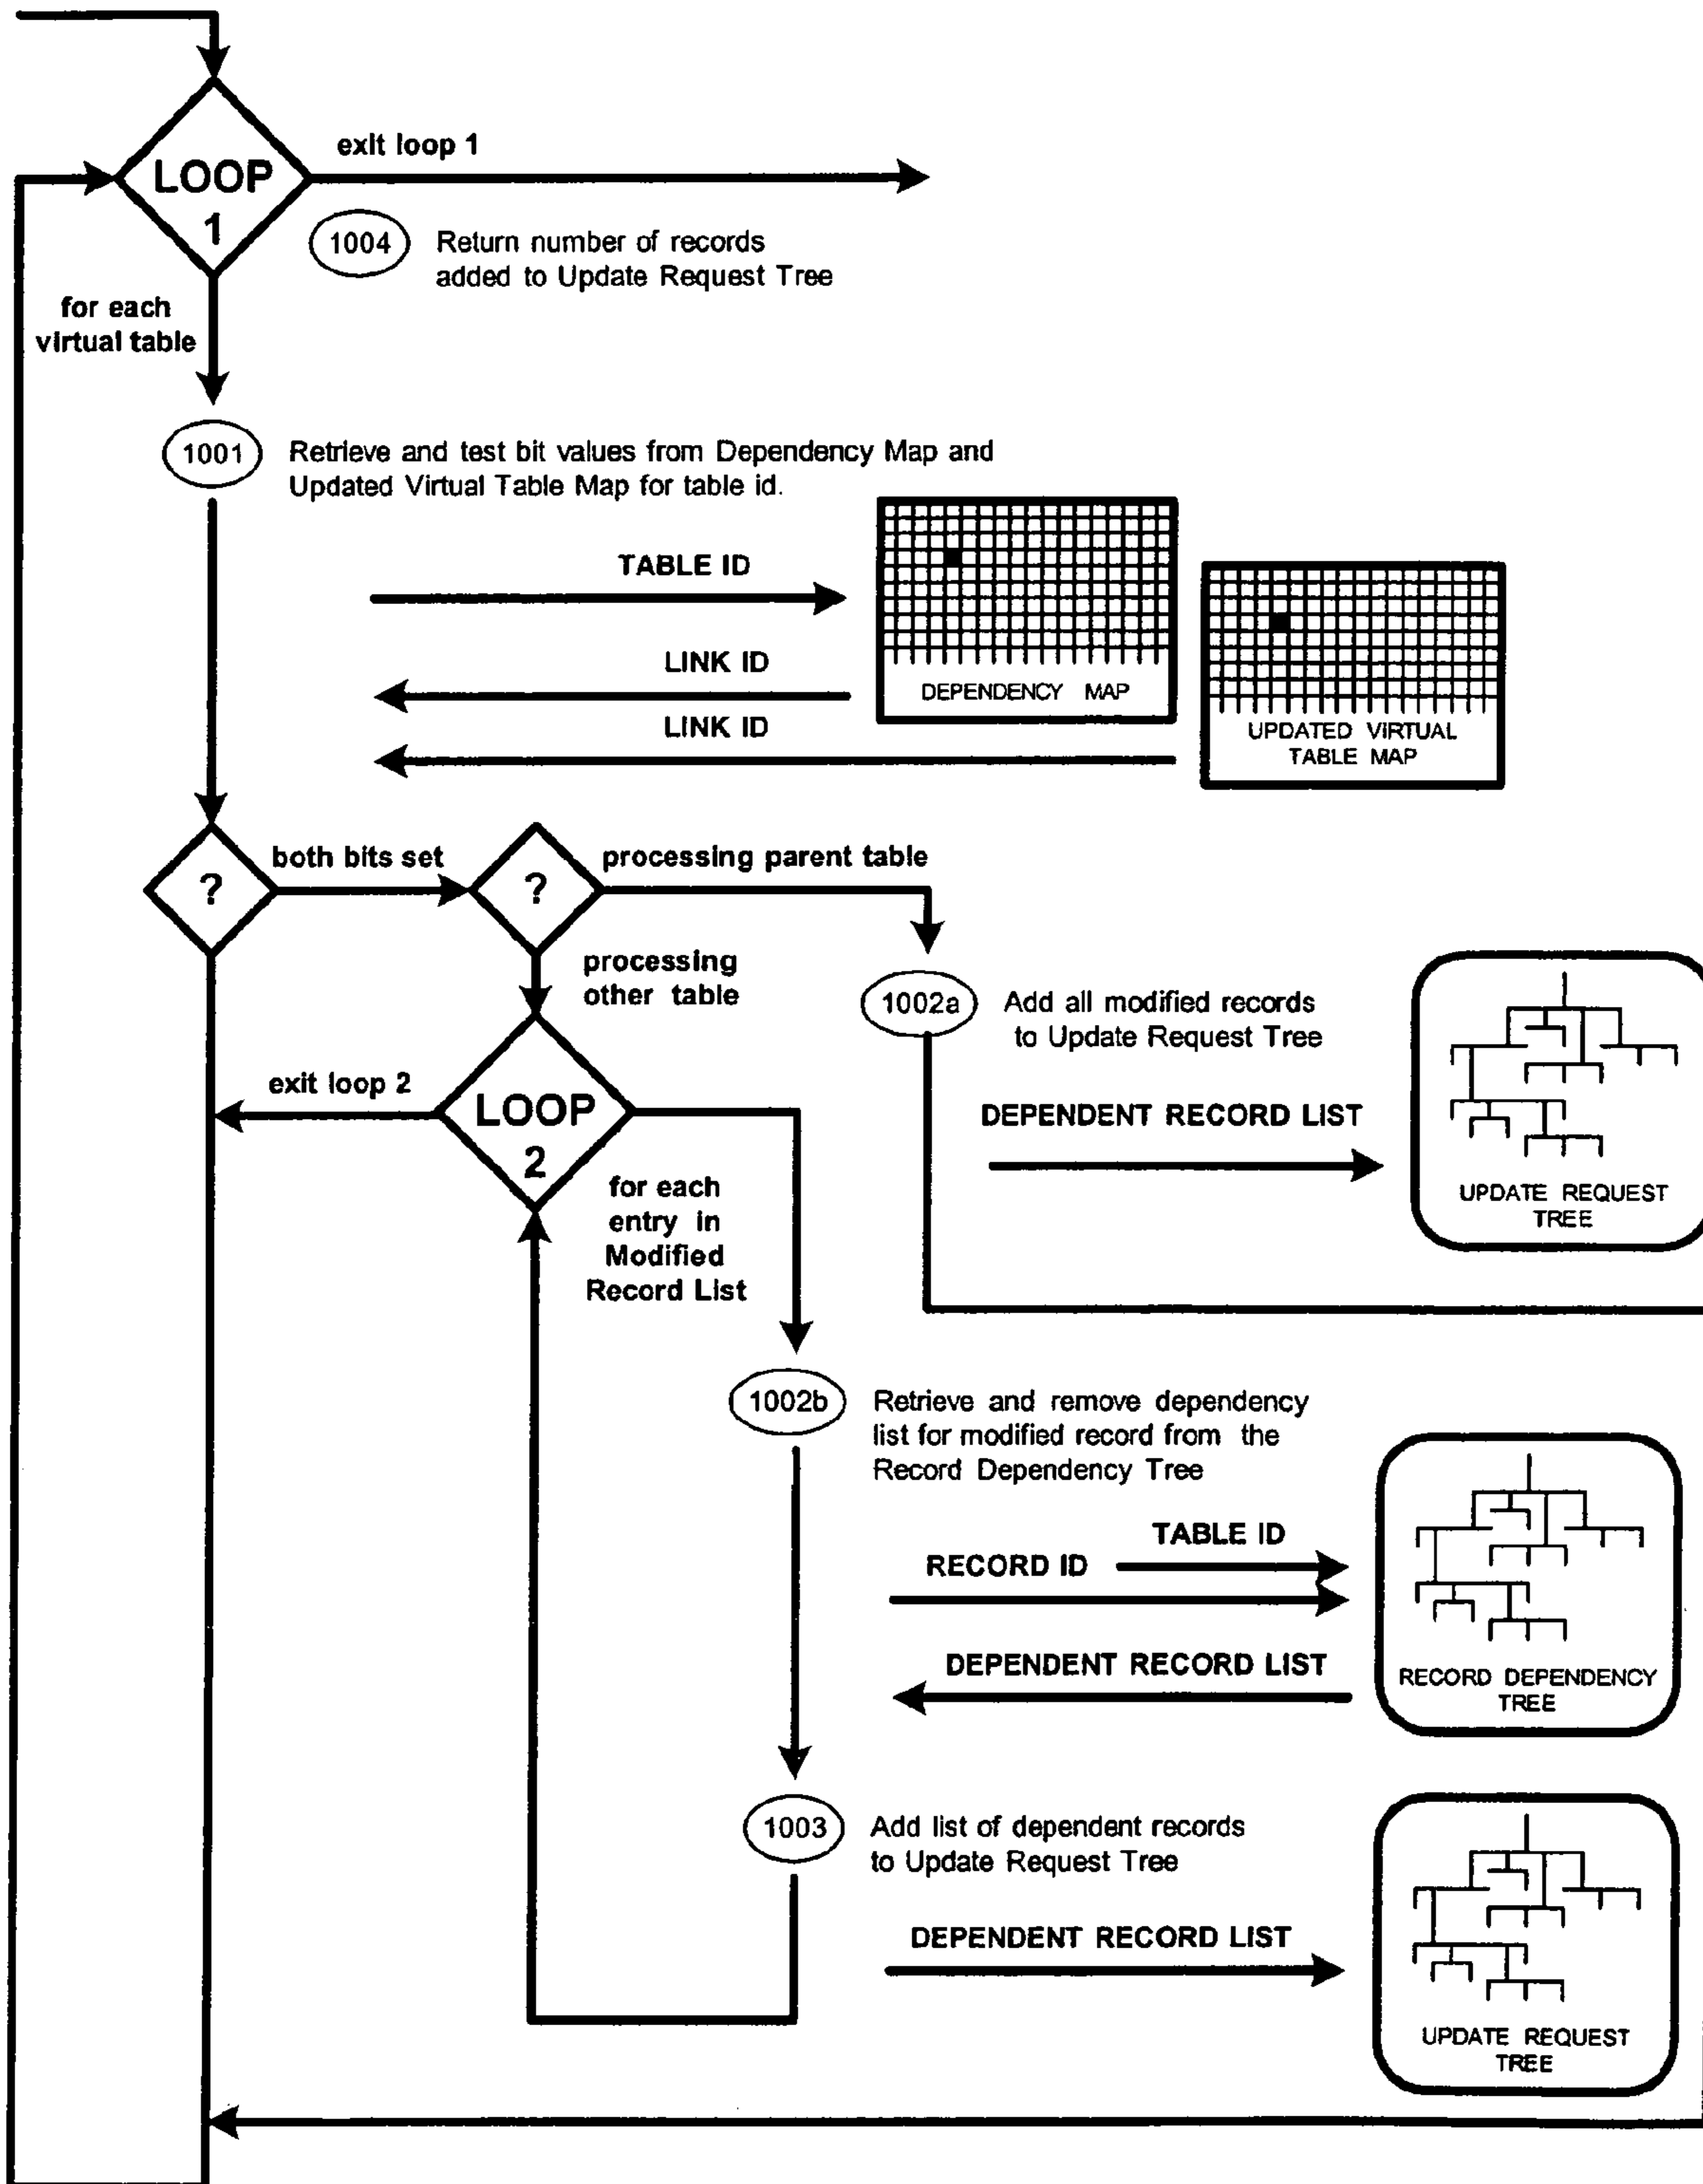 exit loop 1
LOOP
1
1004
Return number of records
added to Update Request Tree
for each
virtual table
1001
Retrieve and test bit values from Dependency Map and
Updated Virtual Table Map for table id.
TABLE ID
LINK ID
DEPENDENCY MAP
LINK ID
UPDATED VIRTUAL
TABLE MAP
?
both bits set
?
processing parent table
processing
other table
1002a
Add all modified records
to Update Request Tree
exit loop 2
LOOP
2
DEPENDENT RECORD LIST
UPDATE REQUEST
TREE
for each
entry in
Modified
Record List
1002b
Retrieve and remove dependency
list for modified record from the
Record Dependency Tree
TABLE ID
RECORD ID
DEPENDENT RECORD LIST
RECORD DEPENDENCY
TREE
1003
Add list of dependent records
to Update Request Tree
DEPENDENT RECORD LIST
UPDATE REQUEST
TREE